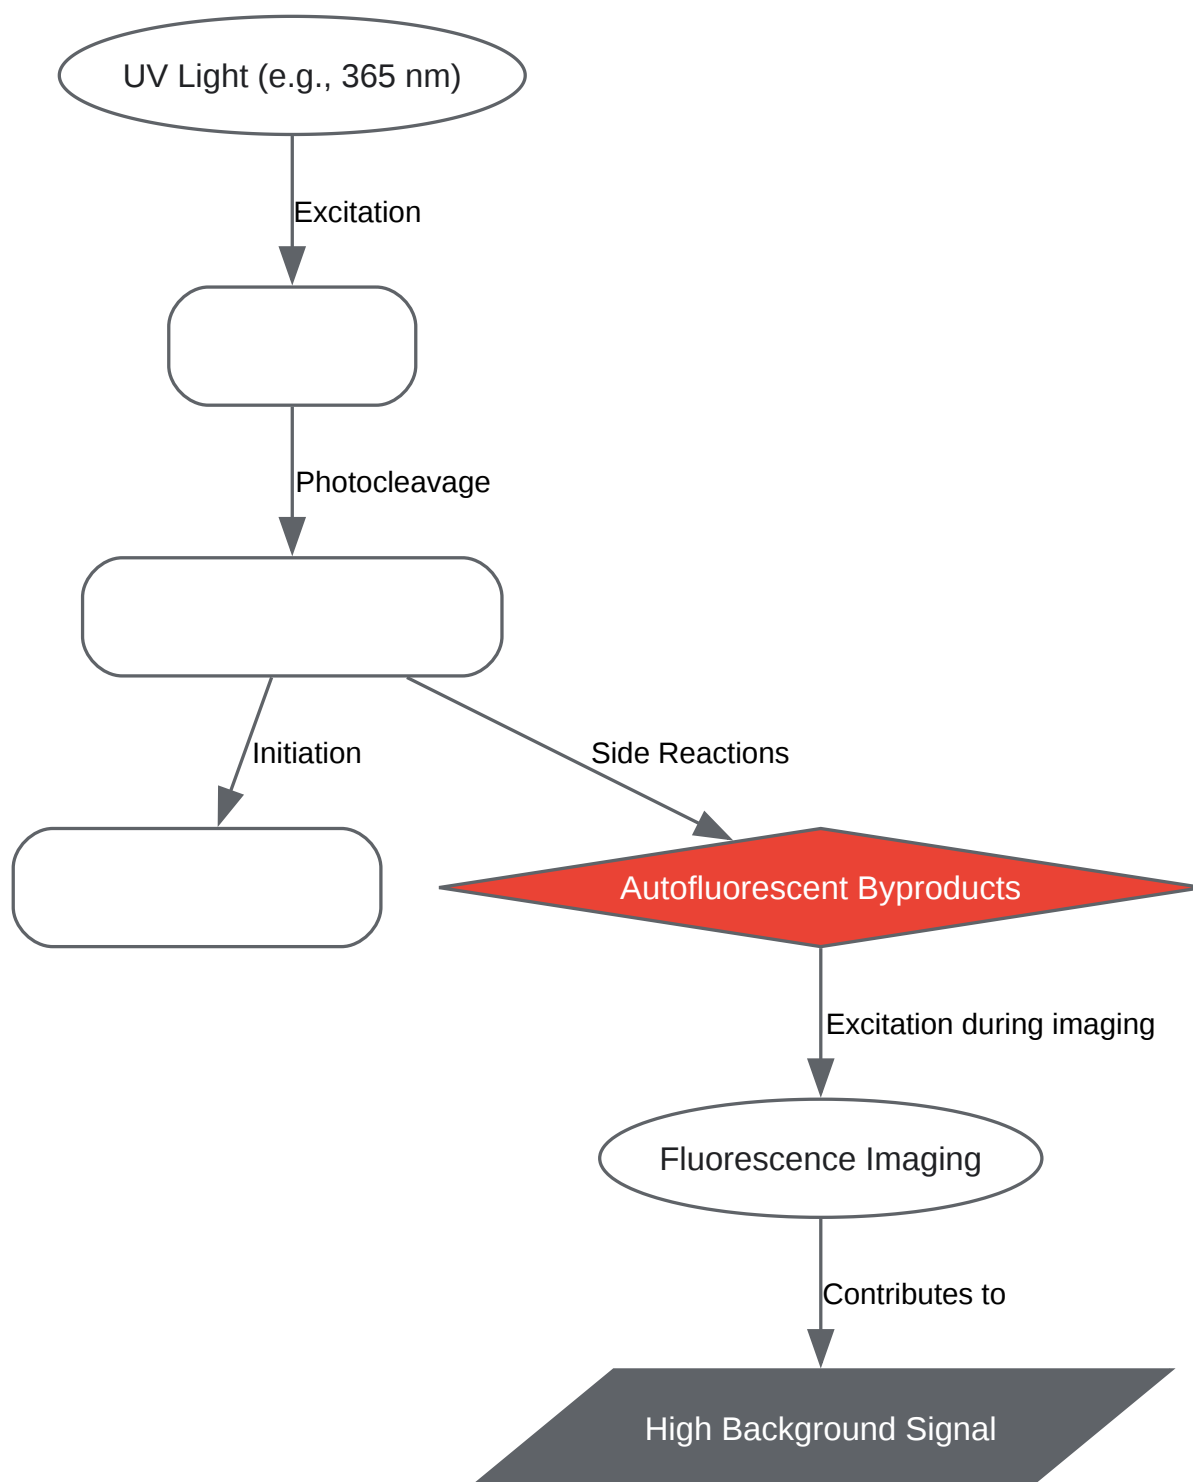 UV Light (e.g., 365 nm)
Excitation
Photocleavage
Initiation
Side Reactions
Autofluorescent Byproducts
Excitation during imaging
Fluorescence Imaging
Contributes to
High Background Signal